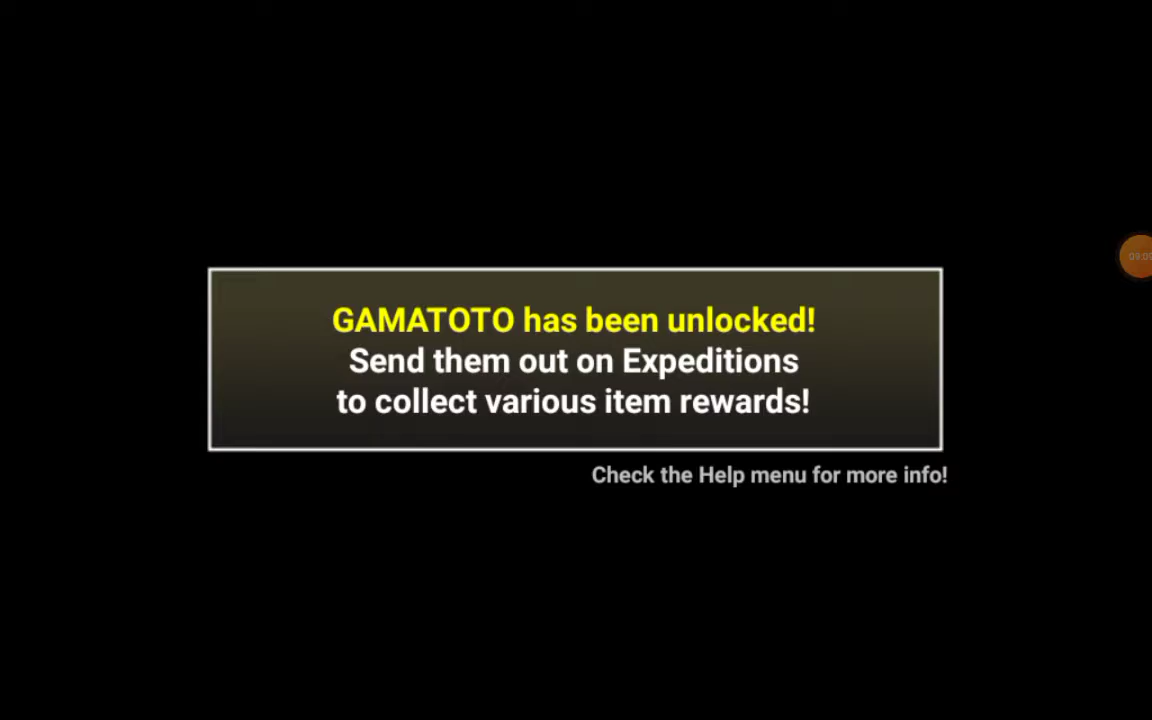 GAMATOTO has been unlocked!
Send them out on Expeditions
to collect various item rewards!
Check the Help menu for more info!